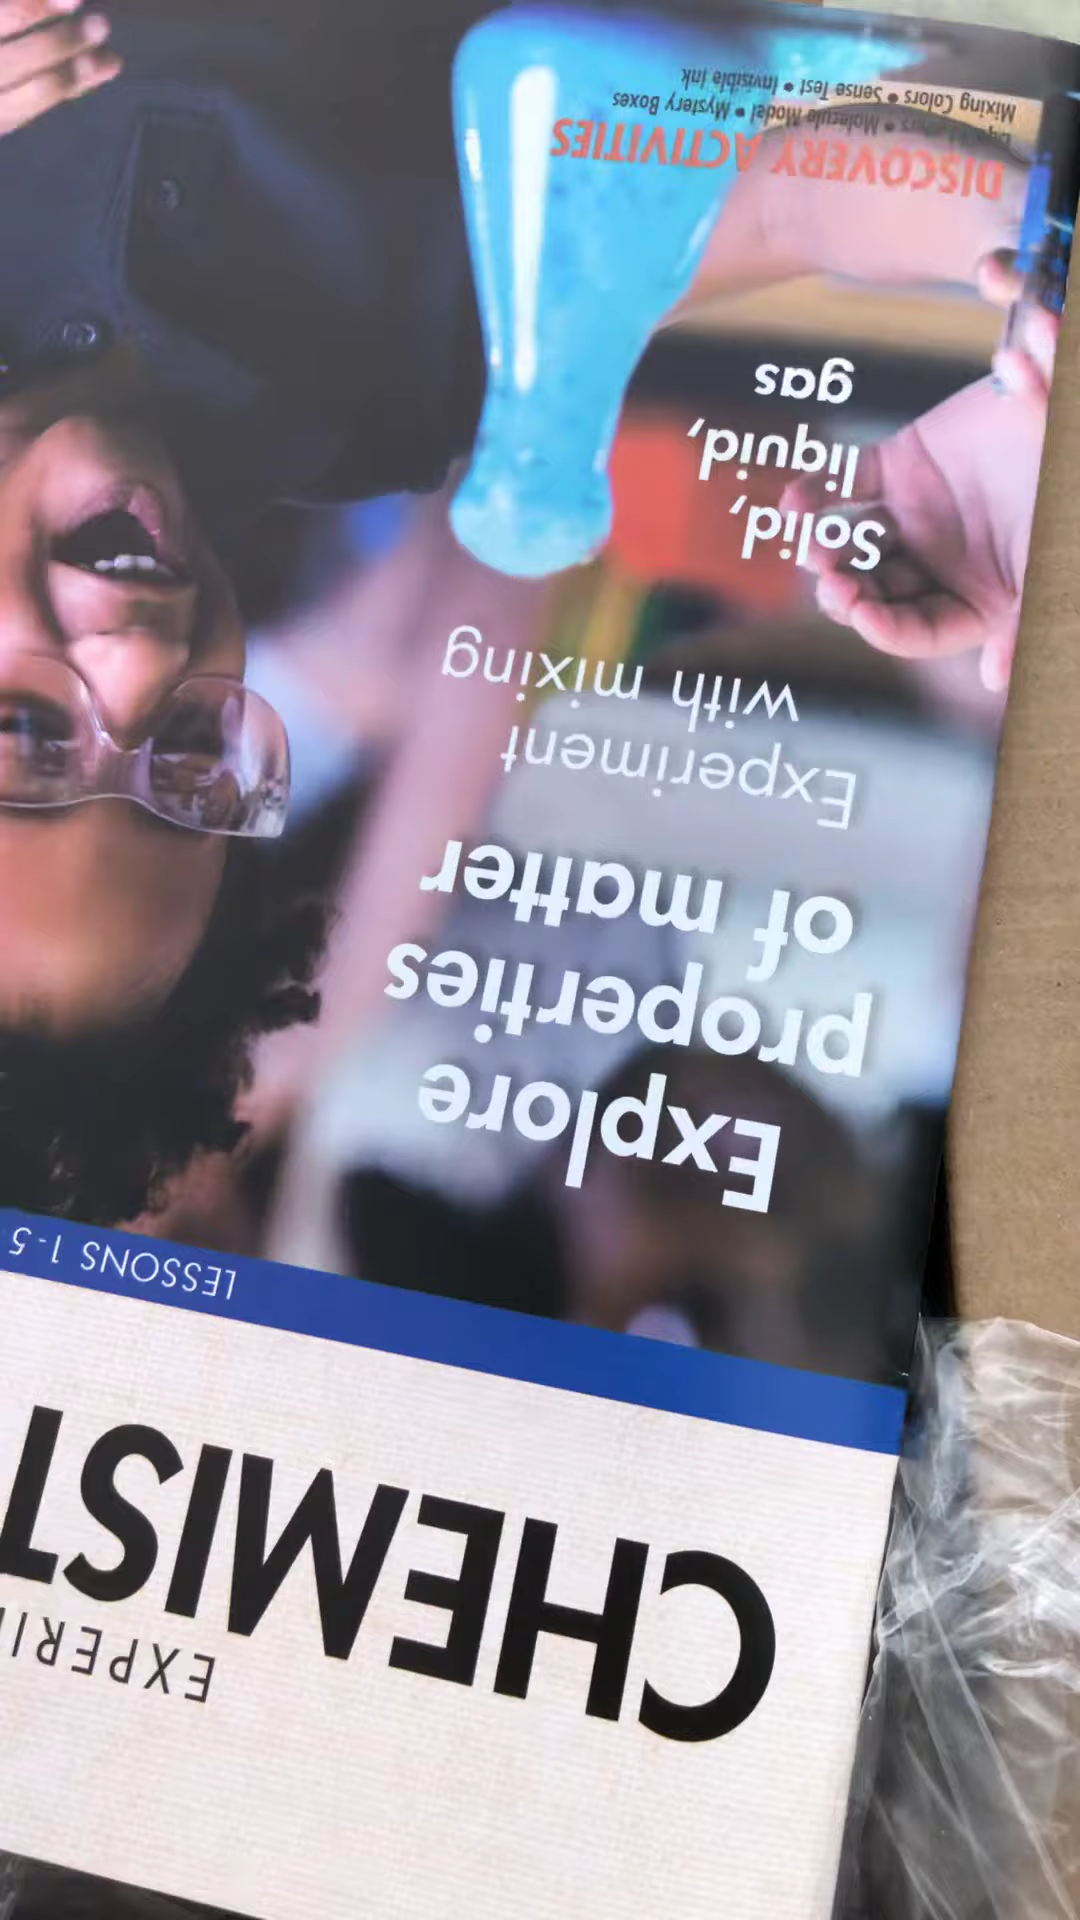 EXPERI
CHEMIST
LESSONS 1-5
Explore
properties
of matter
Experiment
with mixing
Solid,
liquid,
gas
DISCOVERY ACTIVITIES
Molecule Model • Mystery Boxes
Mixing Colors • Sense Test • Invisible Ink